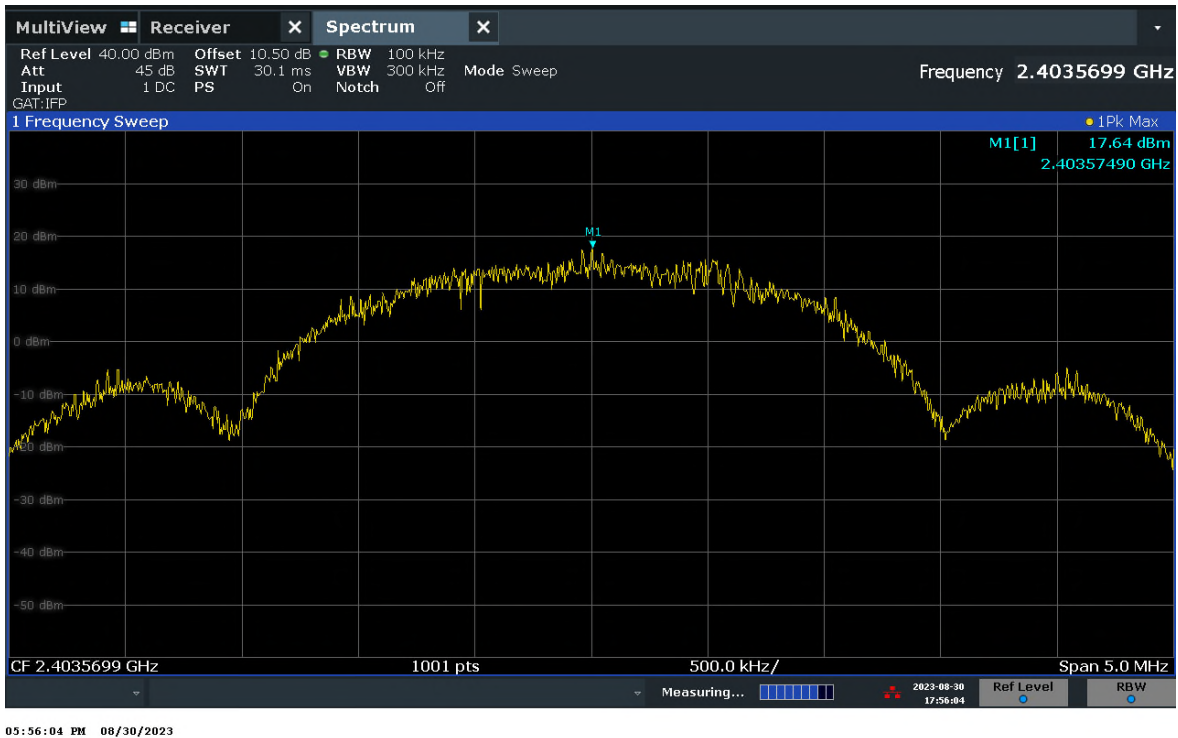 MultiView Receiver X Spectrum X
Ref Level 40.00 dBm Offset 10.50 dB RBW 100 kHz
Att 45 dB SWT 30.1 ms VBW 300 kHz Mode Sweep
Frequency 2.4035699 GHz
Input 1 DC PS On Notch Off
GAT:IFP
1 Frequency Sweep 1Pk Max
M1[1] 17.64 dBm
2.40357490 GHz
30 dBm
M1
20 dBm
10 dBm
0 dBm
-10 dBm
-20 dBm
-30 dBm
-40 dBm
-50 dBm
CF 2.4035699 GHz 1001 pts 500.0 kHz/ Span 5.0 MHz
Measuring... 2023-08-30 Ref Level RBW
17:56:04
05:56:04 PM 08/30/2023